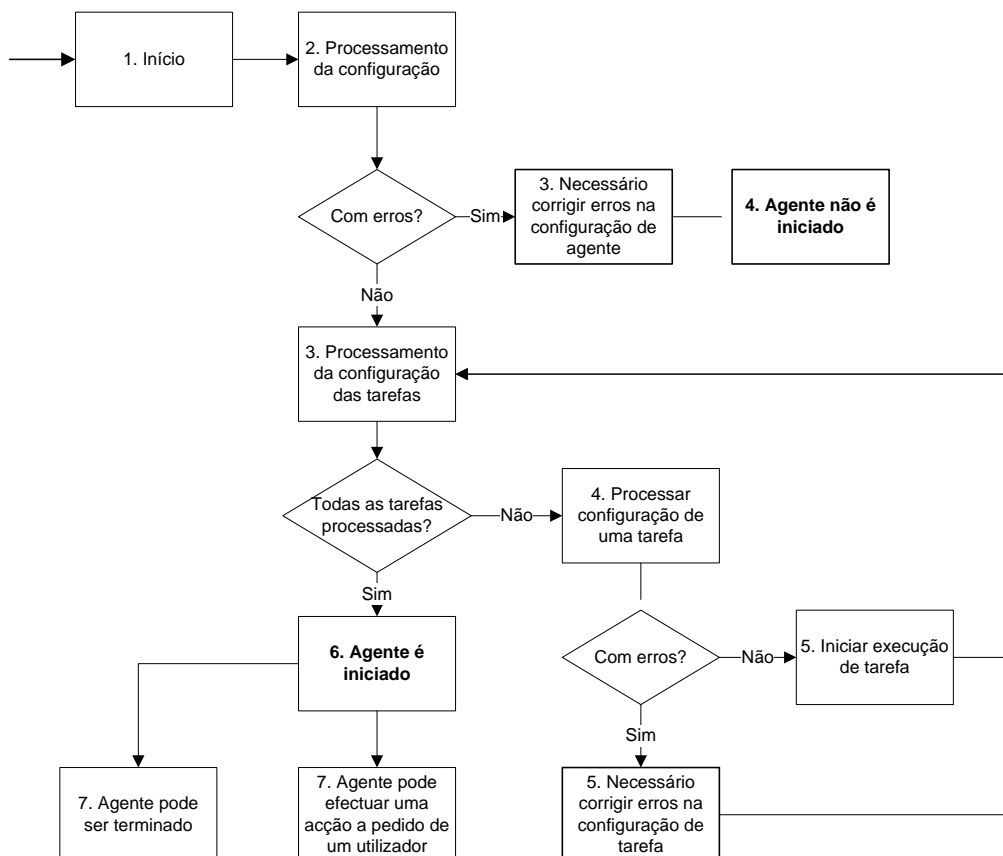 1. Início
2. Processamento
da configuração
Com erros?
Sim
3. Necessário
corrigir erros na
configuração de
agente
4. Agente não é
iniciado
Não
3. Processamento
da configuração
das tarefas
Todas as tarefas
processadas?
Não
4. Processar
configuração de
uma tarefa
Sim
6. Agente é
iniciado
Com erros?
Não
5. Iniciar execução
de tarefa
Sim
7. Agente pode
ser terminado
7. Agente pode
efectuar uma
acção a pedido de
um utilizador
5. Necessário
corrigir erros na
configuração de
tarefa